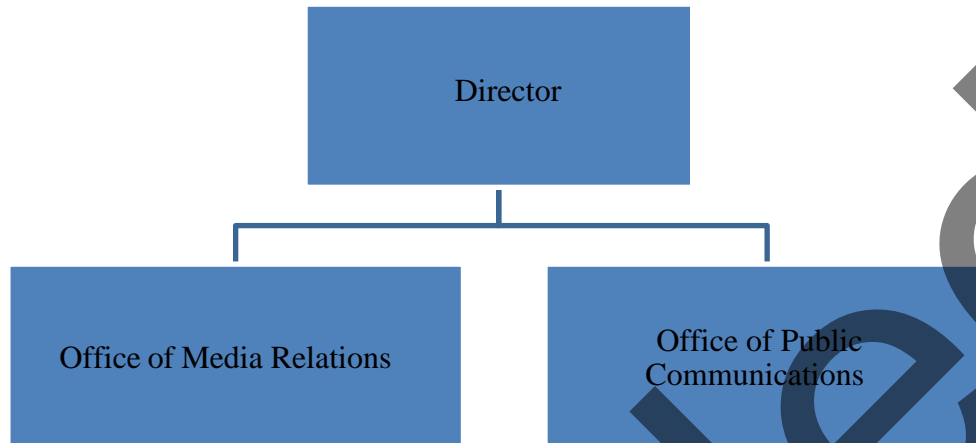 Director
Office of Media Relations
Office of Public
Communications